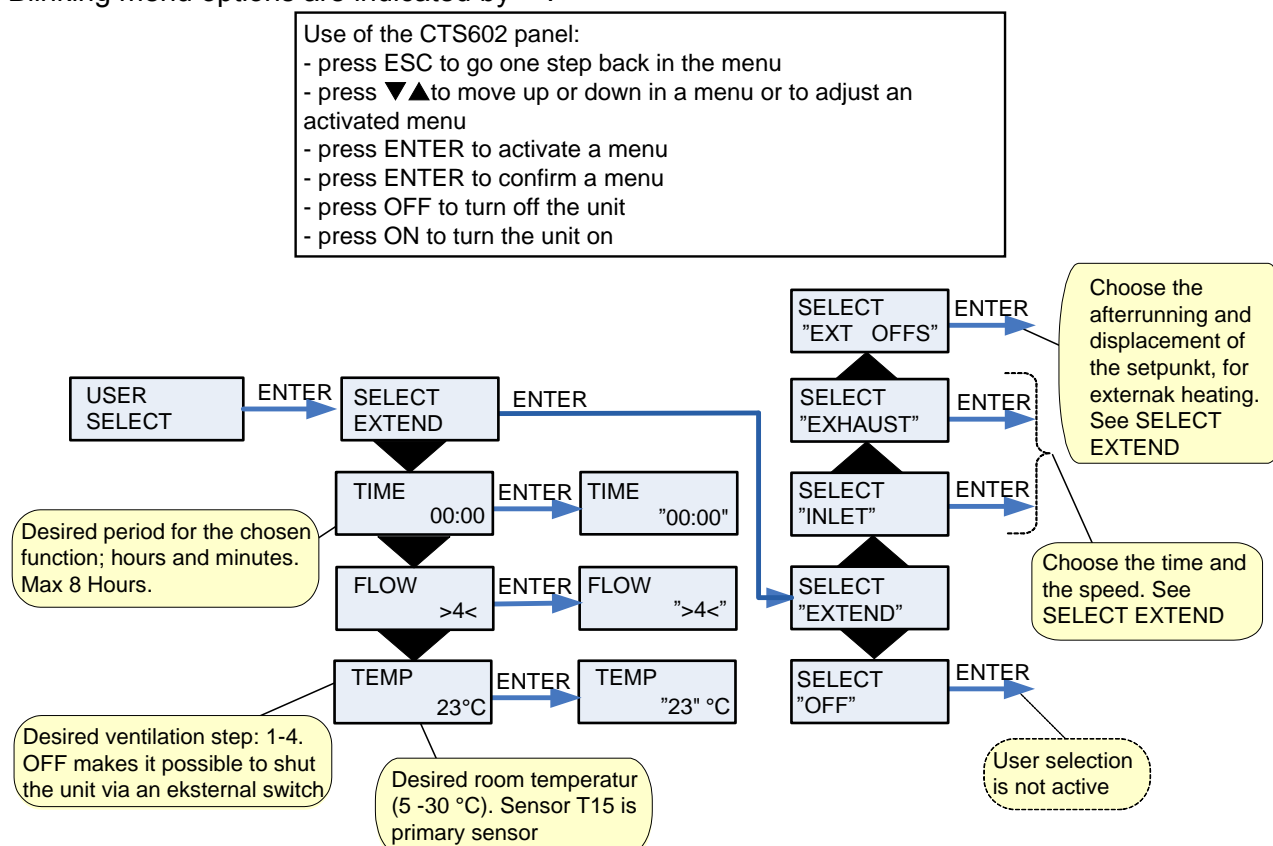 Blinking menu options are indicated by " ".
Use of the CTS602 panel:
- press ESC to go one step back in the menu
- press ▼▲to move up or down in a menu or to adjust an
activated menu
- press ENTER to activate a menu
- press ENTER to confirm a menu
- press OFF to turn off the unit
- press ON to turn the unit on
USER
SELECT
ENTER
SELECT
EXTEND
ENTER
TIME
00:00
ENTER
TIME
"00:00"
Desired period for the chosen
function; hours and minutes.
Max 8 Hours.
FLOW
>4<
ENTER
FLOW
">4<"
TEMP
23°C
ENTER
TEMP
"23" °C
Desired ventilation step: 1-4.
OFF makes it possible to shut
the unit via an eksternal switch
Desired room temperatur
(5 -30 °C). Sensor T15 is
primary sensor
SELECT
"EXT OFFS"
ENTER
Choose the
afterrunning and
displacement of
the setpunkt, for
externak heating.
See SELECT
EXTEND
SELECT
"EXHAUST"
ENTER
SELECT
"INLET"
ENTER
Choose the time and
the speed. See
SELECT EXTEND
SELECT
"EXTEND"
SELECT
"OFF"
ENTER
User selection
is not active